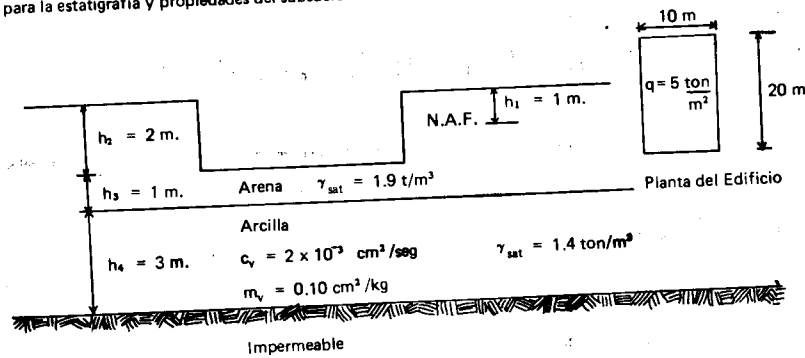 para la estatigrafía y propiedades del
10 m
h₁ = 1 m.
N.A.F.
q = 5 ton/m²
20 m
h₂ = 2 m.
h₃ = 1 m.
Arena γsat = 1.9 t/m³
Planta del Edificio
Arcilla
h₄ = 3 m.
cᵥ = 2 x 10⁻³ cm²/seg
γsat = 1.4 ton/m³
mᵥ = 0.10 cm²/kg
Impermeable